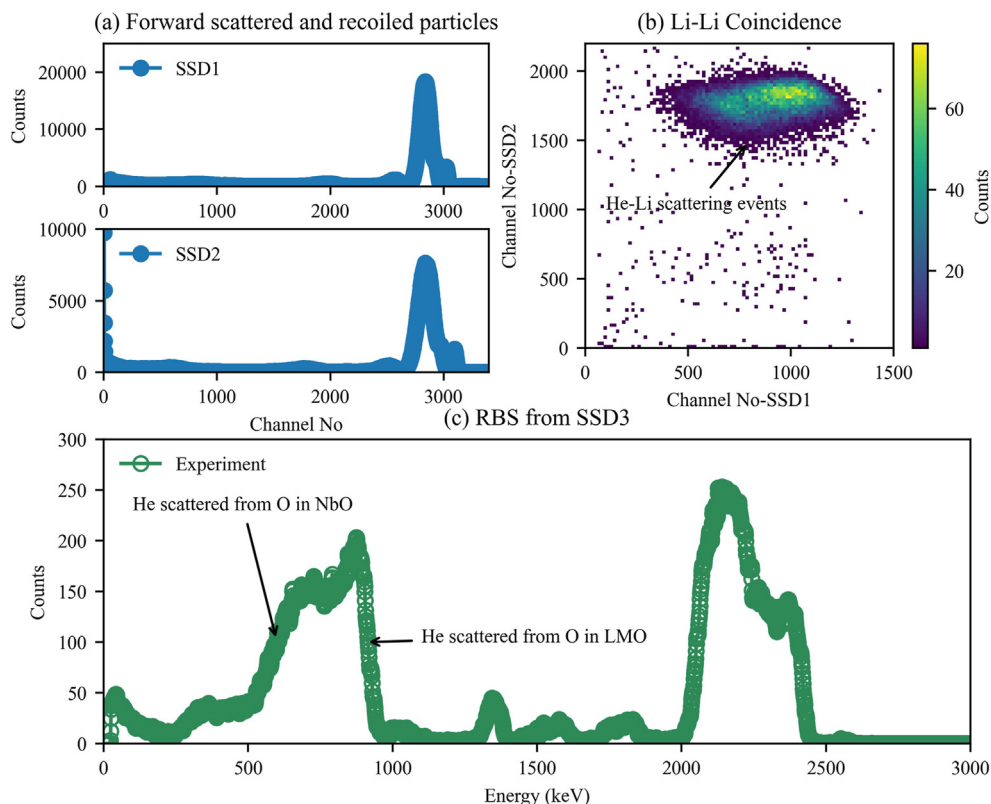 (a) Forward scattered and recoiled particles
20000
10000
0
Counts
SSD1
0
1000
2000
3000
10000
5000
0
Counts
SSD2
0
1000
2000
3000
Channel No
(b) Li-Li Coincidence
2000
1500
1000
500
0
Channel No-SSD2
He-Li scattering events
0
500
1000
1500
Channel No-SSD1
60
40
20
Counts
(c) RBS from SSD3
300
250
200
150
100
50
0
Counts
Experiment
He scattered from O in NbO
He scattered from O in LMO
0
500
1000
1500
2000
2500
3000
Energy (keV)